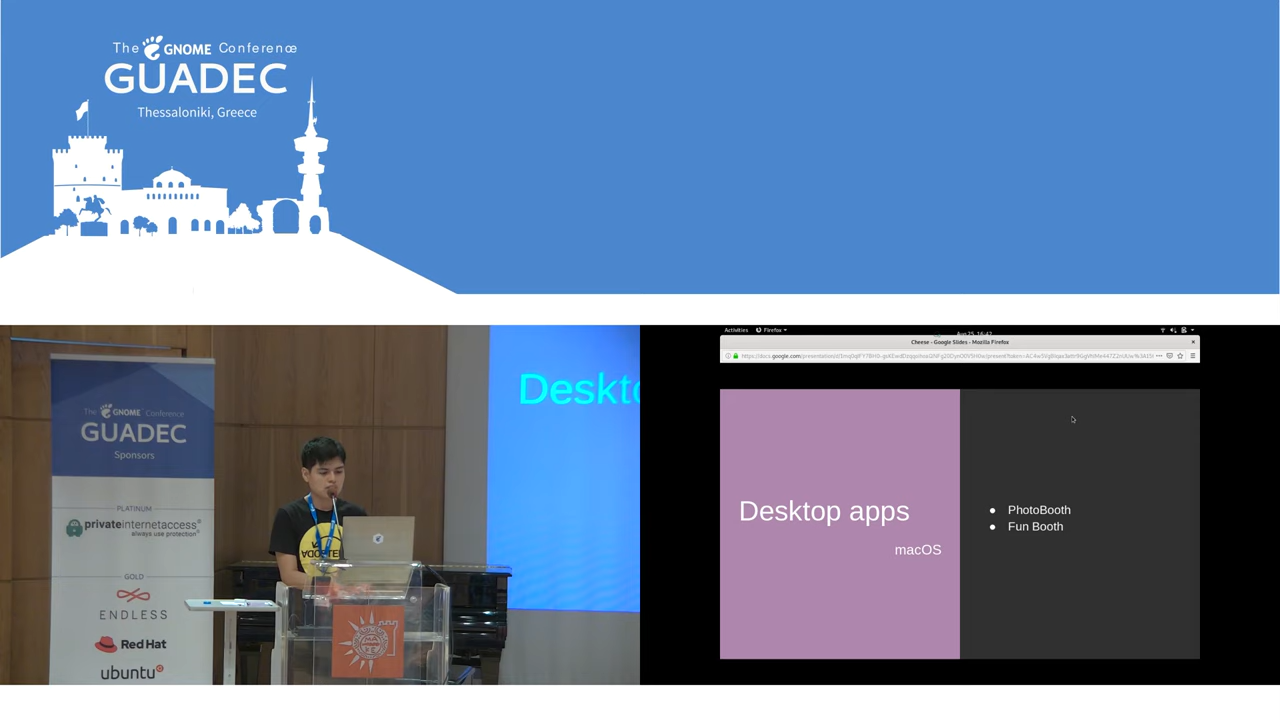 The GNOME Conference
GUADEC
Thessaloniki, Greece
The GNOME Conference
GUADEC
Sponsors
PLATINUM
privateinternetaccess
always use protection
GOLD
ENDLESS
Red Hat
ubuntu
Deskto
Activities
Firefox
Cheese - Google Slides - Mozilla Firefox
Desktop apps
macOS
● PhotoBooth
● Fun Booth